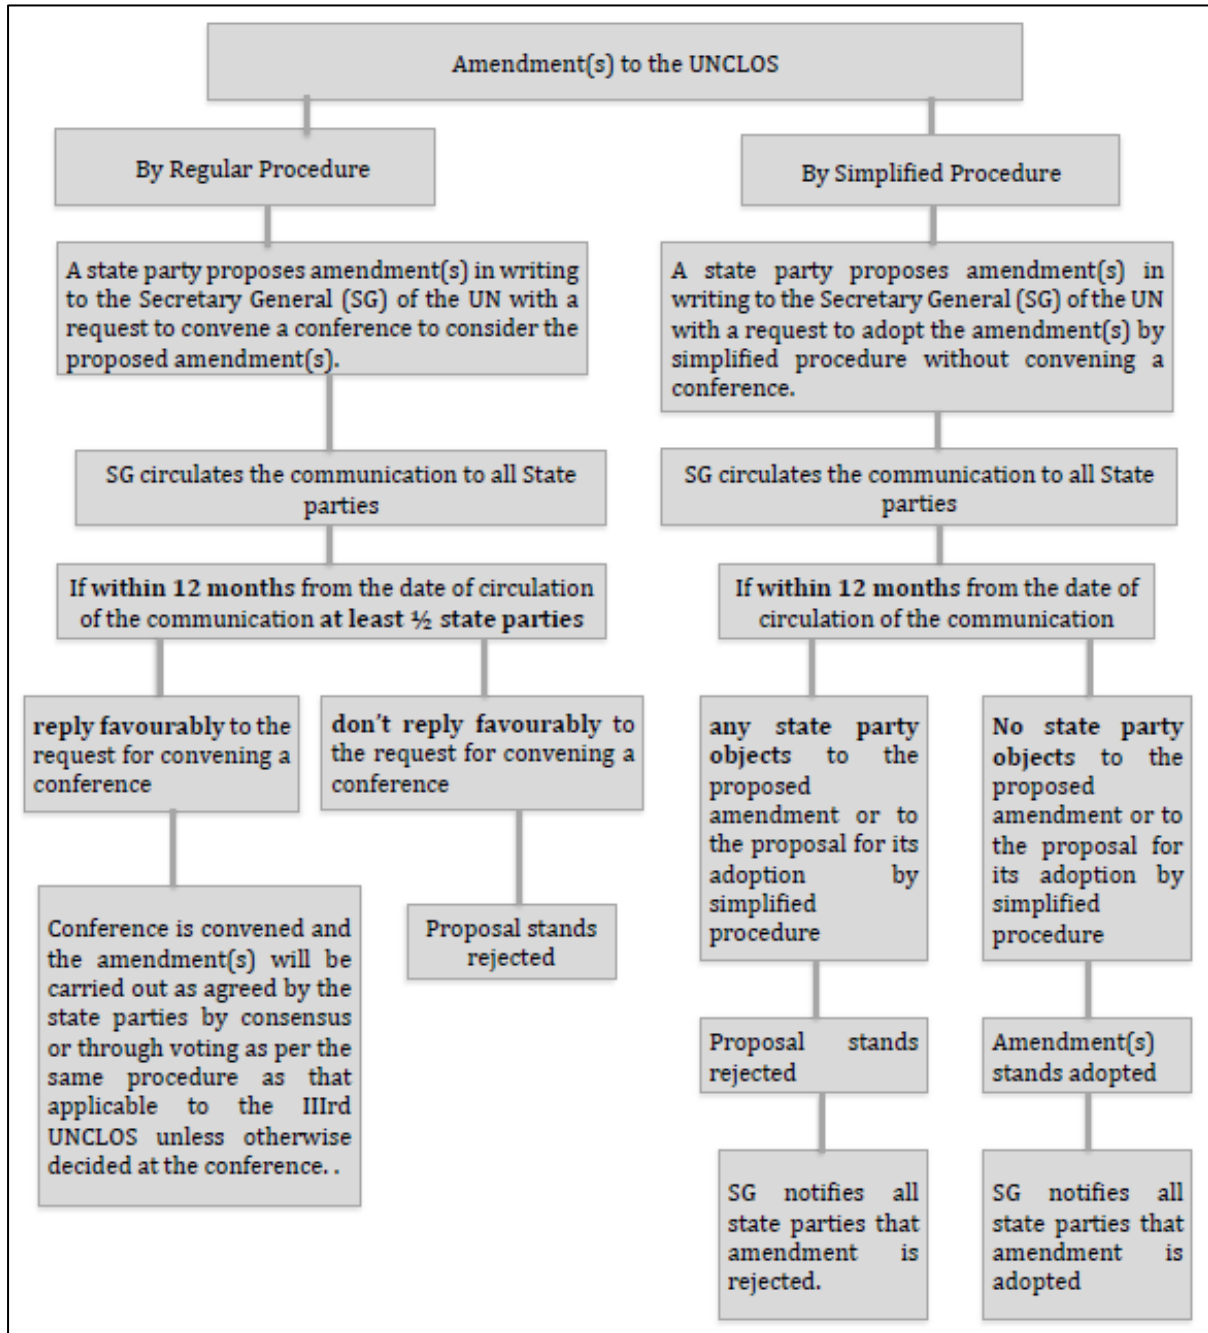 Amendment(s) to the UNCLOS
By Regular Procedure
By Simplified Procedure
A state party proposes amendment(s) in writing
to the Secretary General (SG) of the UN with a
request to convene a conference to consider the
proposed amendment(s).
A state party proposes amendment(s) in
writing to the Secretary General (SG) of the UN
with a request to adopt the amendment(s) by
simplified procedure without convening a
conference.
SG circulates the communication to all State
parties
SG circulates the communication to all State
parties
If within 12 months from the date of circulation
of the communication at least ½ state parties
If within 12 months from the date of
circulation of the communication
reply favourably to the
request for convening a
conference
don't reply favourably to
the request for convening a
conference
any state party
objects to the
proposed
amendment or to
the proposal for its
adoption by
simplified
procedure
No state party
objects to the
proposed
amendment or to
the proposal for
its adoption by
simplified
procedure
Conference is convened and
the amendment(s) will be
carried out as agreed by the
state parties by consensus
or through voting as per the
same procedure as that
applicable to the IIIrd
UNCLOS unless otherwise
decided at the conference. .
Proposal stands
rejected
Proposal stands
rejected
Amendment(s)
stands adopted
SG notifies all
state parties that
amendment is
rejected.
SG notifies all
state parties that
amendment is
adopted